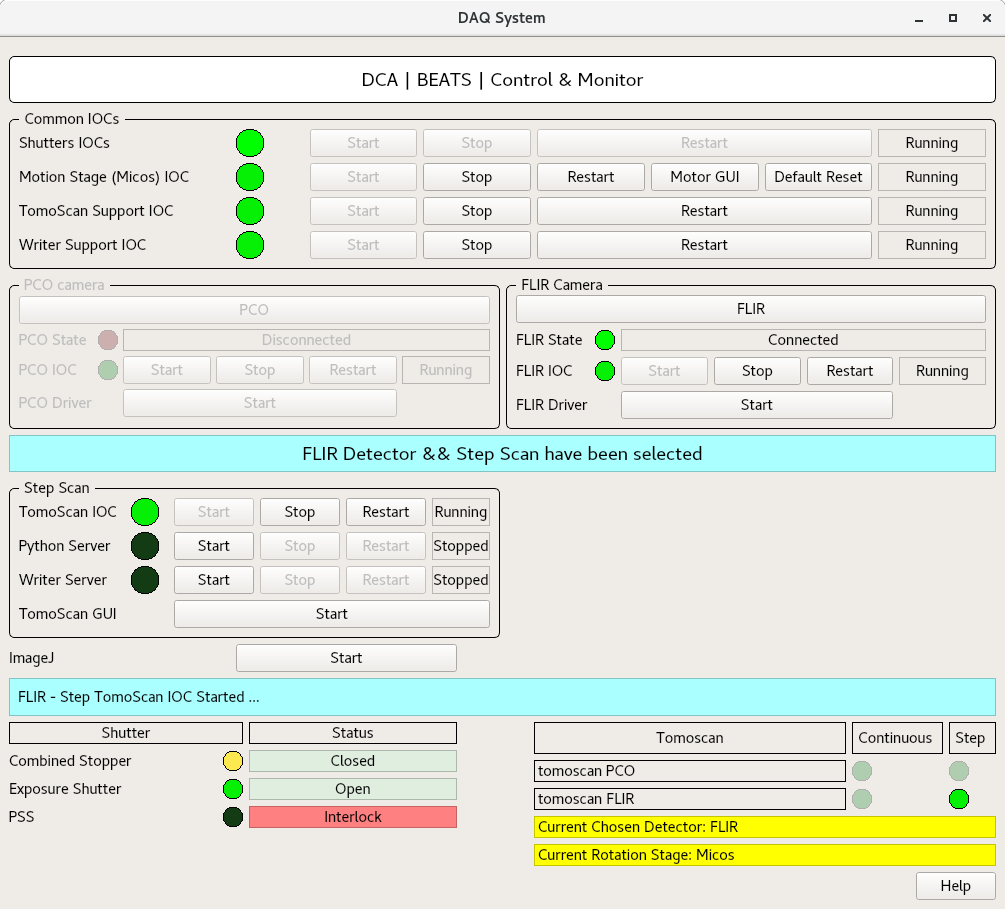 DAQ System
DCA | BEATS | Control & Monitor
Common IOCs
Shutters IOCs Start Stop Restart Running
Motion Stage (Micos) IOC Start Stop Restart Motor GUI Default Reset Running
TomoScan Support IOC Start Stop Restart Running
Writer Support IOC Start Stop Restart Running
PCO camera
PCO
PCO State Disconnected
PCO IOC Start Stop Restart Running
PCO Driver Start
FLIR Camera
FLIR
FLIR State Connected
FLIR IOC Start Stop Restart Running
FLIR Driver Start
FLIR Detector && Step Scan have been selected
Step Scan
TomoScan IOC Start Stop Restart Running
Python Server Start Stop Restart Stopped
Writer Server Start Stop Restart Stopped
TomoScan GUI Start
ImageJ Start
FLIR - Step TomoScan IOC Started ...
Shutter Status
Combined Stopper Closed
Exposure Shutter Open
PSS Interlock
Tomoscan Continuous Step
tomoscan PCO
tomoscan FLIR
Current Chosen Detector: FLIR
Current Rotation Stage: Micos
Help